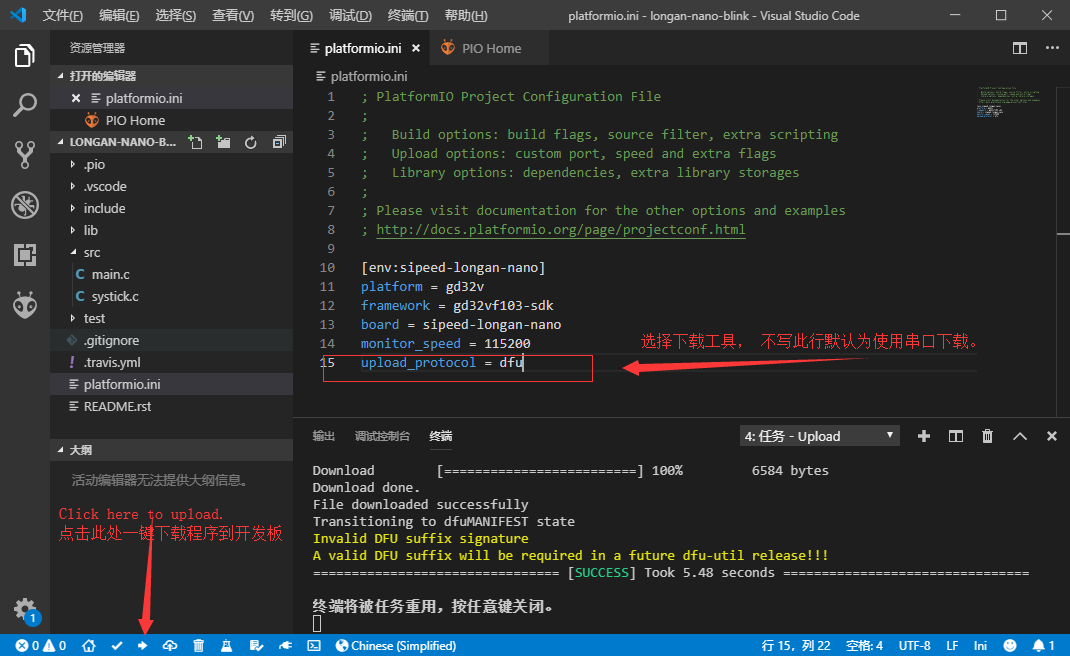 文件(F) 编辑(E) 选择(S) 查看(V) 转到(G) 调试(D) 终端(T) 帮助(H) platformio.ini - longan-nano-blink - Visual Studio Code
资源管理器
打开的编辑器
platformio.ini
PIO Home
LONGAN-NANO-B...
.pio
.vscode
include
lib
src
C main.c
C systick.c
test
.gitignore
! .travis.yml
platformio.ini
README.rst
大纲
活动编辑器无法提供大纲信息。
Click here to upload.
点击此处一键下载程序到开发板
1
platformio.ini PIO Home
platformio.ini
1 ; PlatformIO Project Configuration File
2 ;
3 ;   Build options: build flags, source filter, extra scripting
4 ;   Upload options: custom port, speed and extra flags
5 ;   Library options: dependencies, extra library storages
6 ;
7 ; Please visit documentation for the other options and examples
8 ; http://docs.platformio.org/page/projectconf.html
9
10 [env:sipeed-longan-nano]
11 platform = gd32v
12 framework = gd32vf103-sdk
13 board = sipeed-longan-nano
14 monitor_speed = 115200
15 upload_protocol = dfu
选择下载工具， 不写此行默认为使用串口下载。
输出 调试控制台 终端 4: 任务 - Upload
Download [=========================] 100% 6584 bytes
Download done.
File downloaded successfully
Transitioning to dfuMANIFEST state
Invalid DFU suffix signature
A valid DFU suffix will be required in a future dfu-util release!!!
================================ [SUCCESS] Took 5.48 seconds ================================
终端将被任务重用，按任意键关闭。
0 0 Chinese (Simplified) 行 15，列 22 空格: 4 UTF-8 LF Ini 1